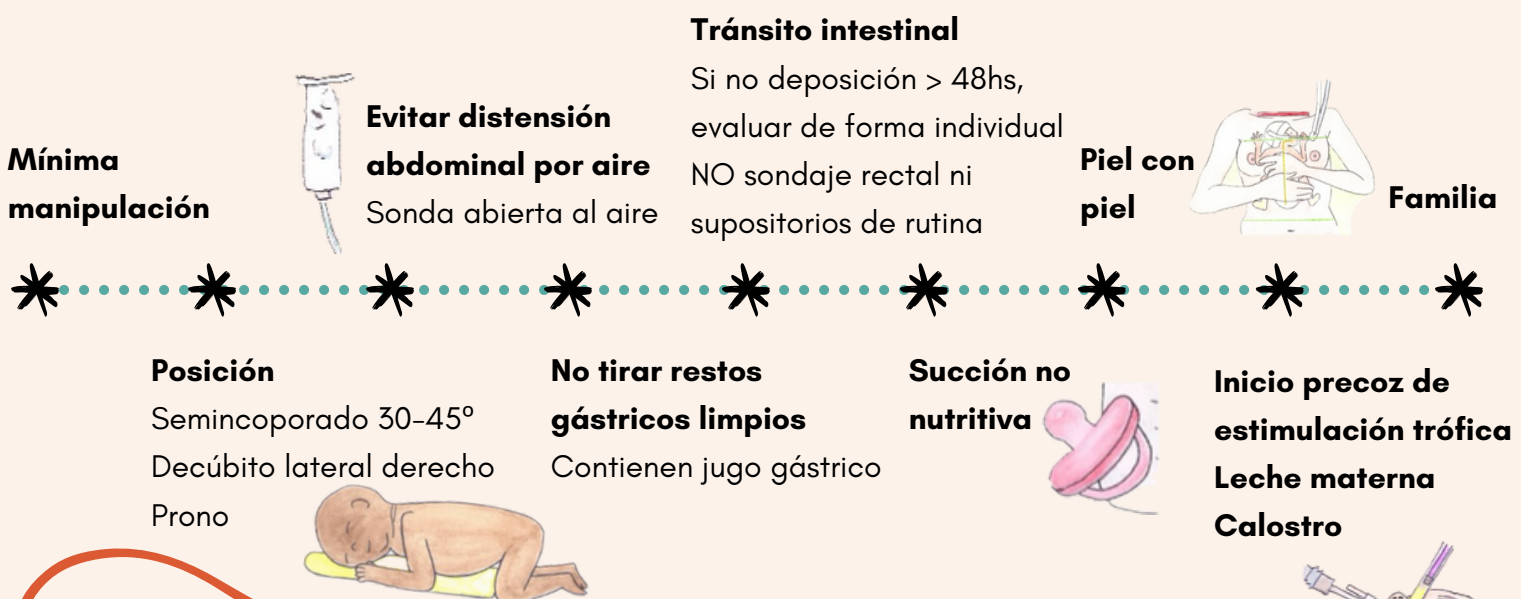 Mínima
manipulación
Posición
Semincoporado 30-45º
Decúbito lateral derecho
Prono
Evitar distensión
abdominal por aire
Sonda abierta al aire
No tirar restos
gástricos limpios
Contienen jugo gástrico
Tránsito intestinal
Si no deposición > 48hs,
evaluar de forma individual
NO sondaje rectal ni
supositorios de rutina
Succión no
nutritiva
Piel con
piel
Inicio precoz de
estimulación trófica
Leche materna
Calostro
Familia